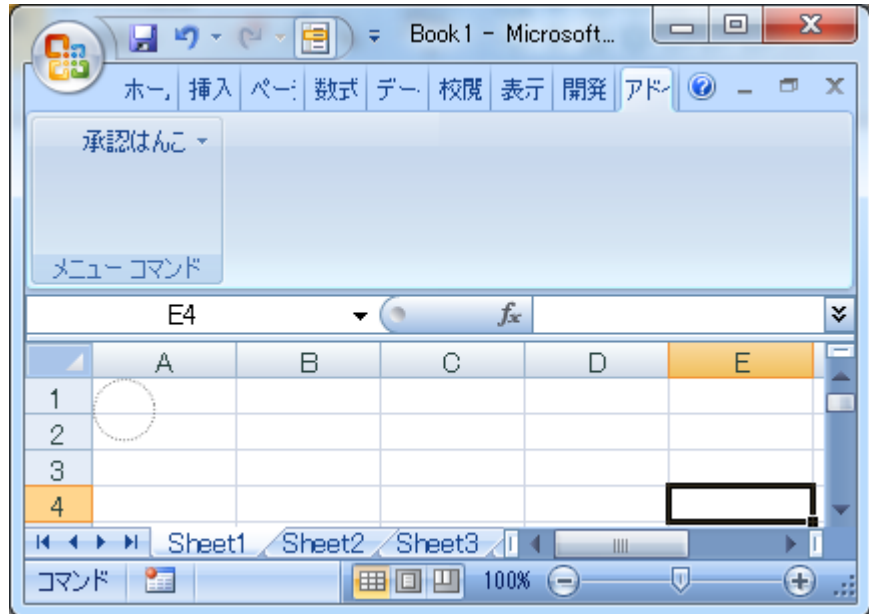 Book1 - Microsoft...
ホー, 挿入 ペー 数式 デー 校閲 表示 開発 アド
承認はんこ
メニュー コマンド
E4 fx
A B C D E
1
2
3
4
Sheet1 Sheet2 Sheet3
コマンド 100%